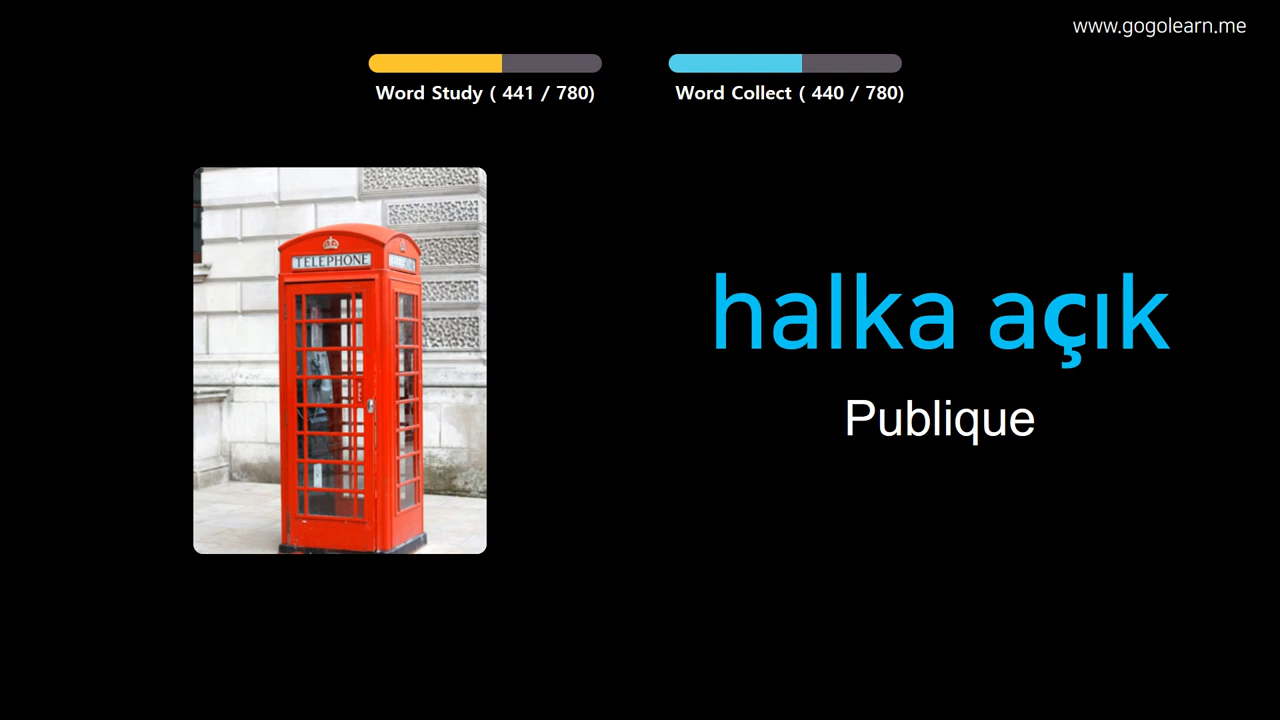 www.gogolearn.me
Word Study ( 441 / 780)
Word Collect ( 440 / 780)
TELEPHONE
halka açık
Publique